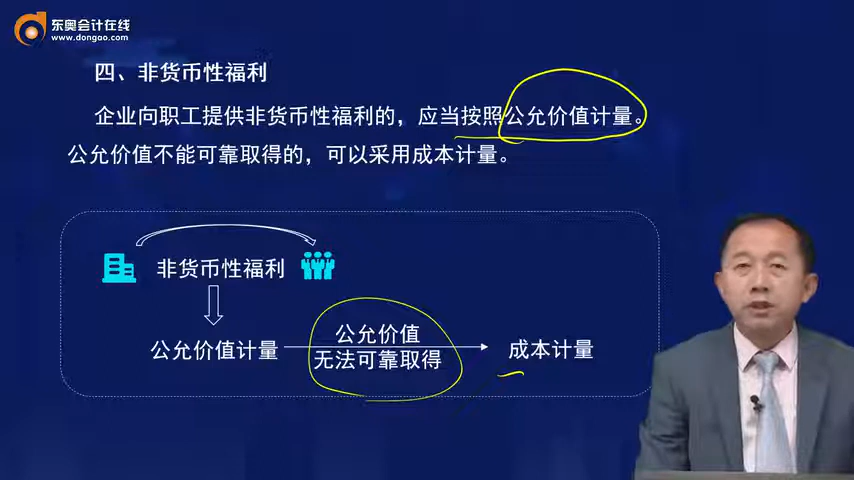 东奥会计在线
www.dongao.com
四、非货币性福利
企业向职工提供非货币性福利的，应当按照公允价值计量。
公允价值不能可靠取得的，可以采用成本计量。
非货币性福利
公允价值计量
公允价值
无法可靠取得
成本计量